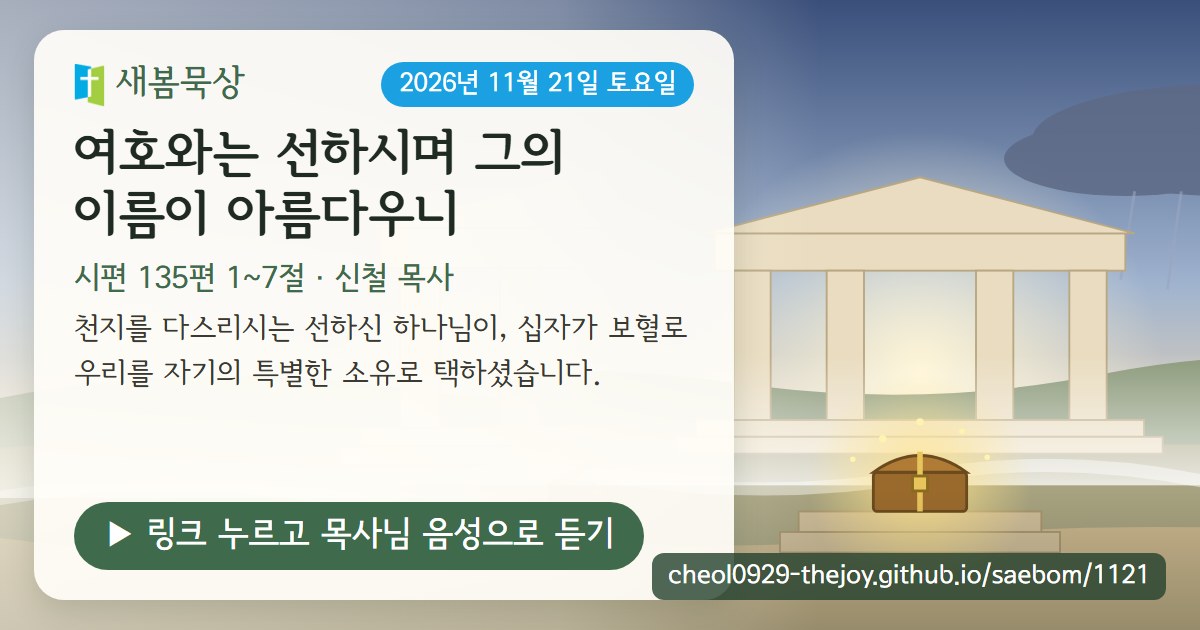 새봄묵상
2026년 11월 21일 토요일
여호와는 선하시며 그의
이름이 아름다우니
시편 135편 1~7절 · 신철 목사
천지를 다스리시는 선하신 하나님이, 십자가 보혈로
우리를 자기의 특별한 소유로 택하셨습니다.
▶ 링크 누르고 목사님 음성으로 듣기
cheol0929-thejoy.github.io/saebom/1121